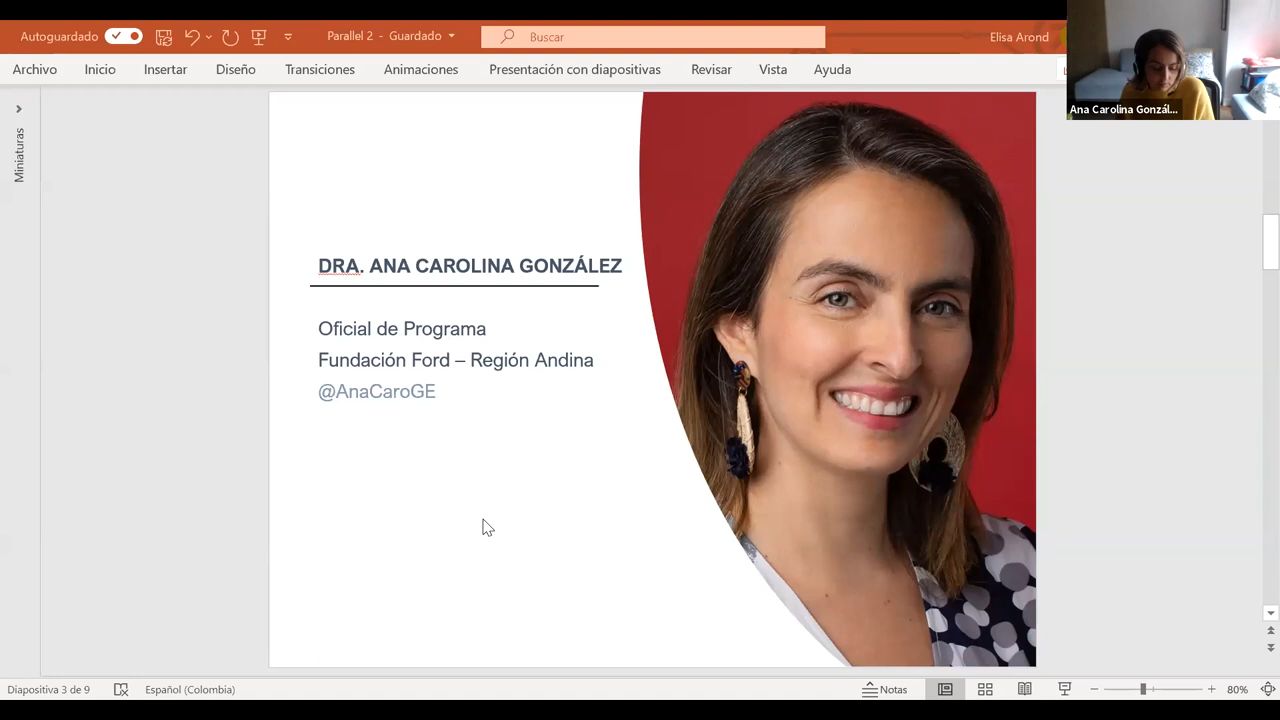 Autoguardado
Parallel 2 - Guardado
Buscar
Elisa Arond
Archivo Inicio Insertar Diseño Transiciones Animaciones Presentación con diapositivas Revisar Vista Ayuda
Ana Carolina Gonzál...
Miniaturas
DRA. ANA CAROLINA GONZÁLEZ
Oficial de Programa
Fundación Ford – Región Andina
@AnaCaroGE
Diapositiva 3 de 9 Español (Colombia) Notas 80%